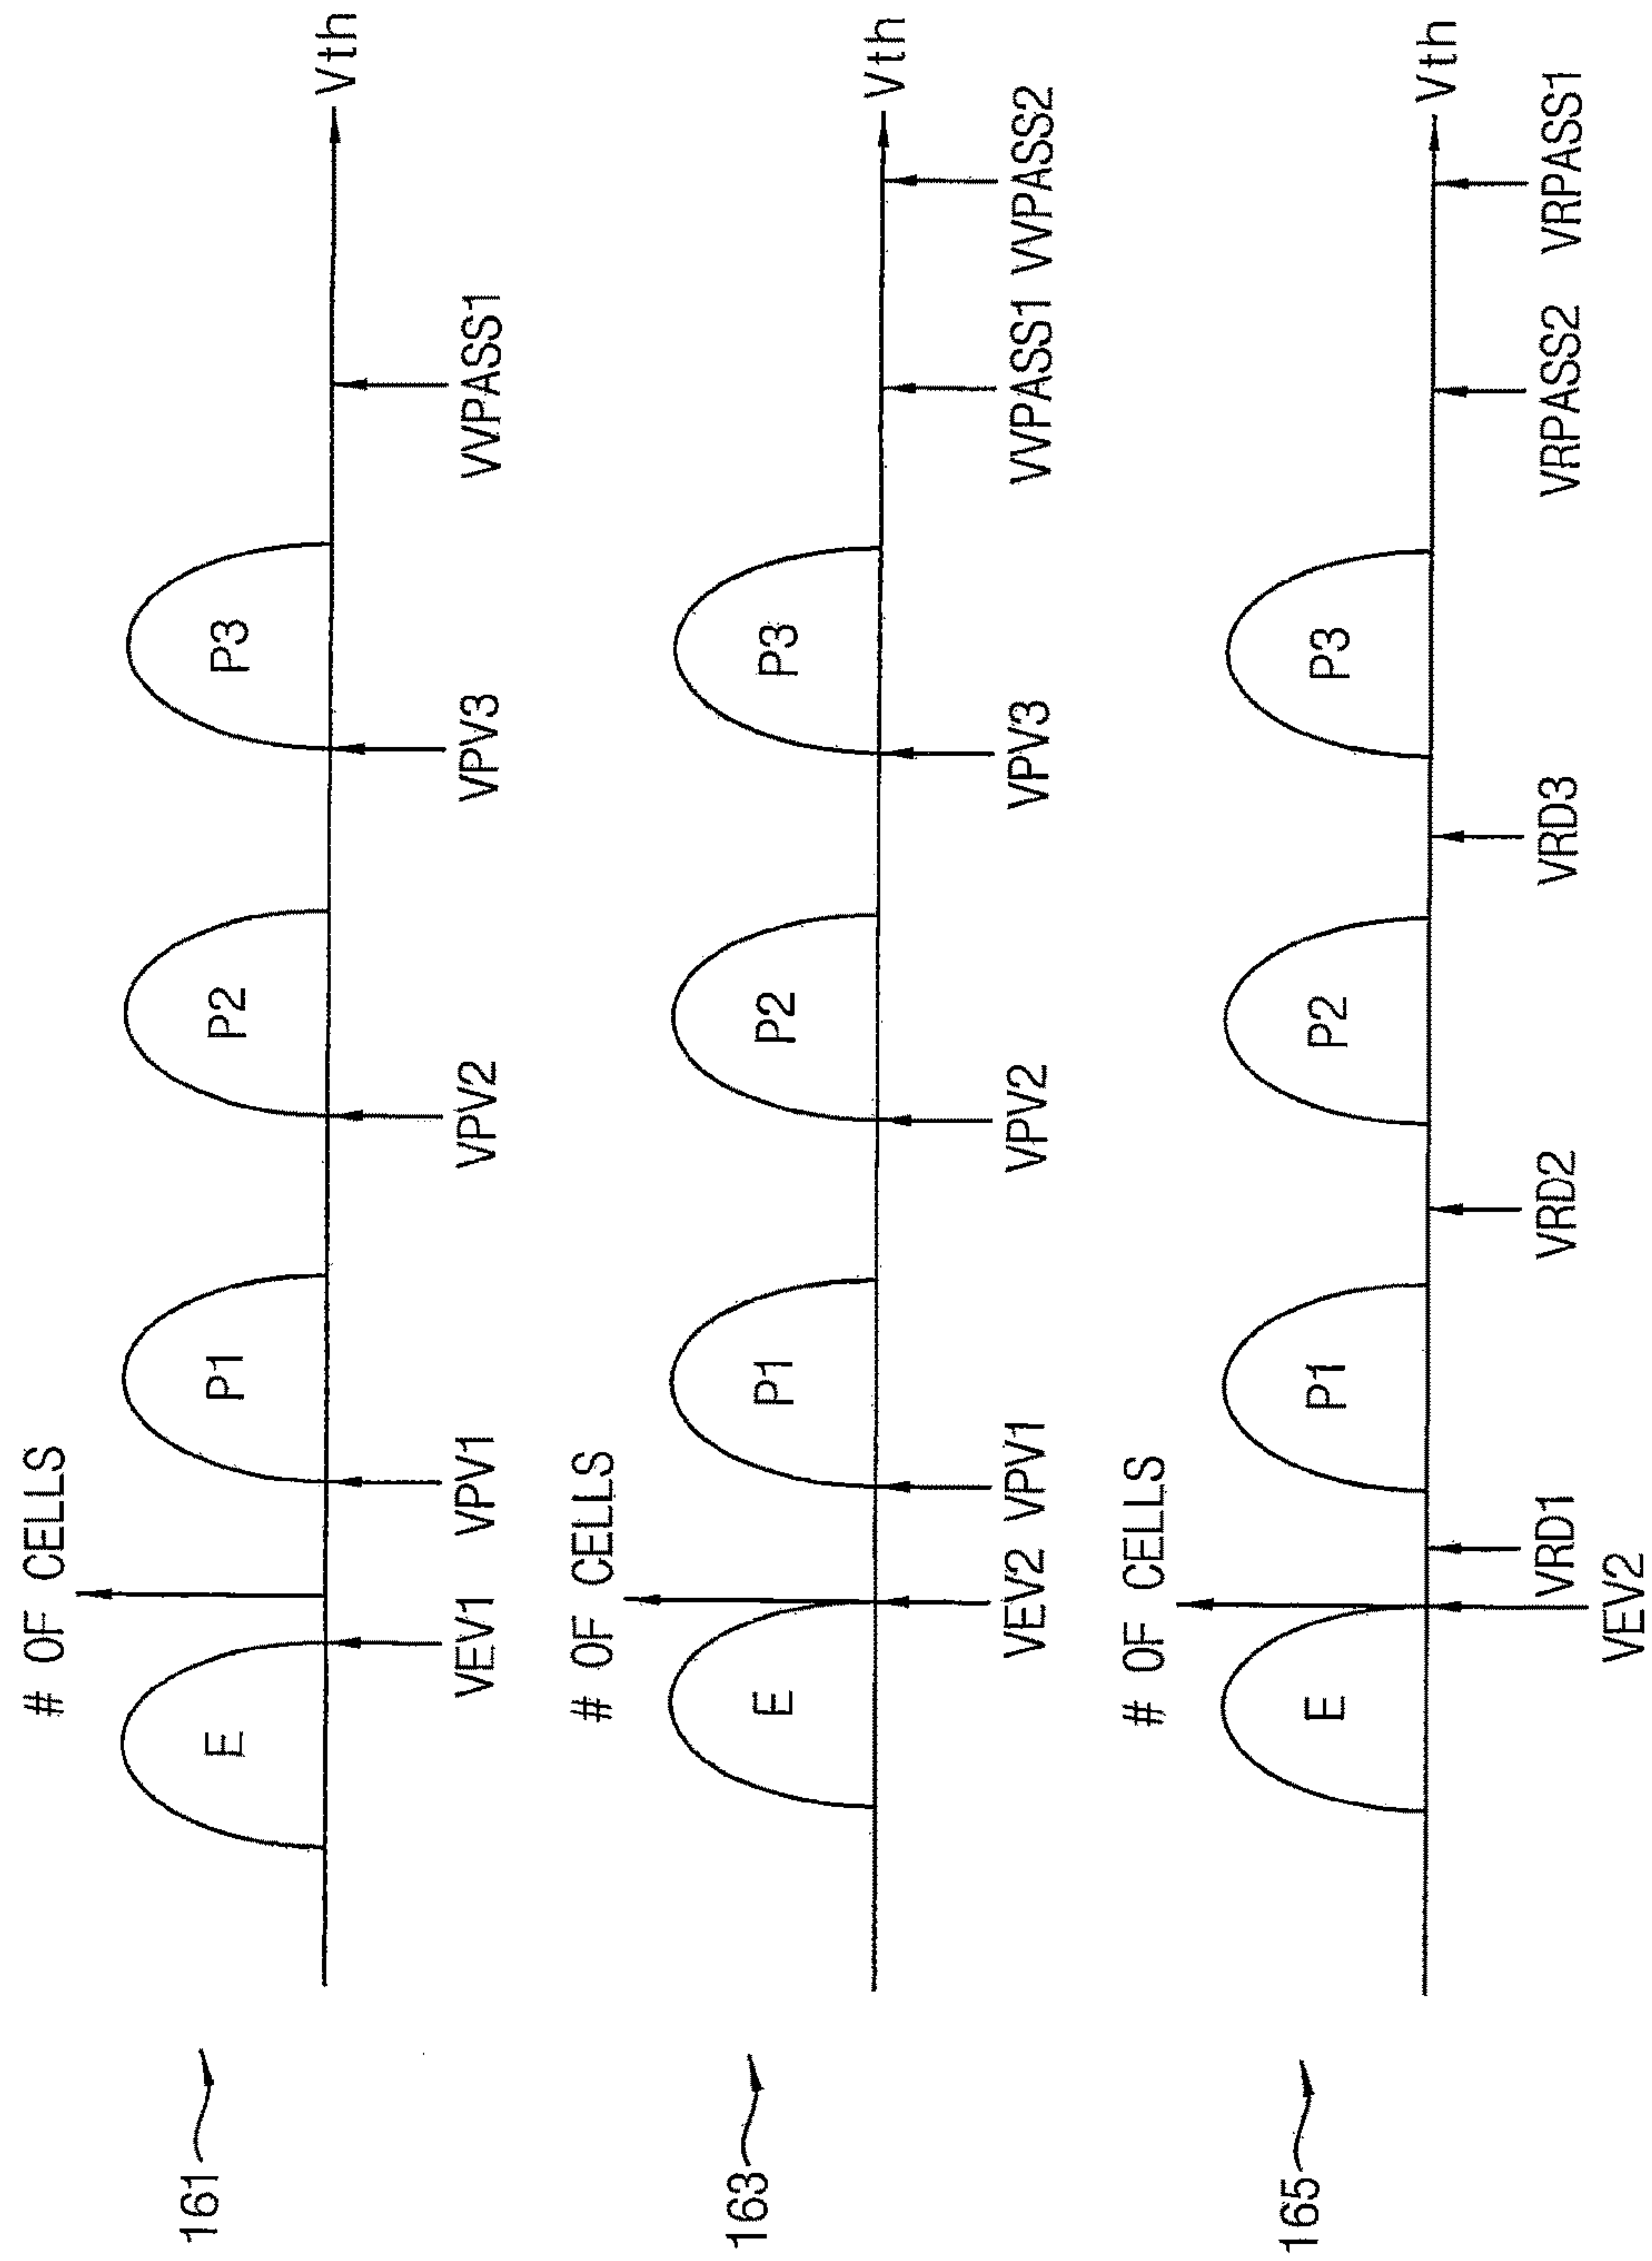 161
# OF CELLS
E
P1
P2
P3
Vth
VEV1 VPV1 VPV2 VPV3 VVPASS1
163
# OF CELLS
E
P1
P2
P3
Vth
VEV2 VPV1 VPV2 VPV3 VVPASS1 VVPASS2
165
# OF CELLS
E
P1
P2
P3
Vth
VRD1 VRD2 VRD3 VRPASS2 VRPASS1
VEV2